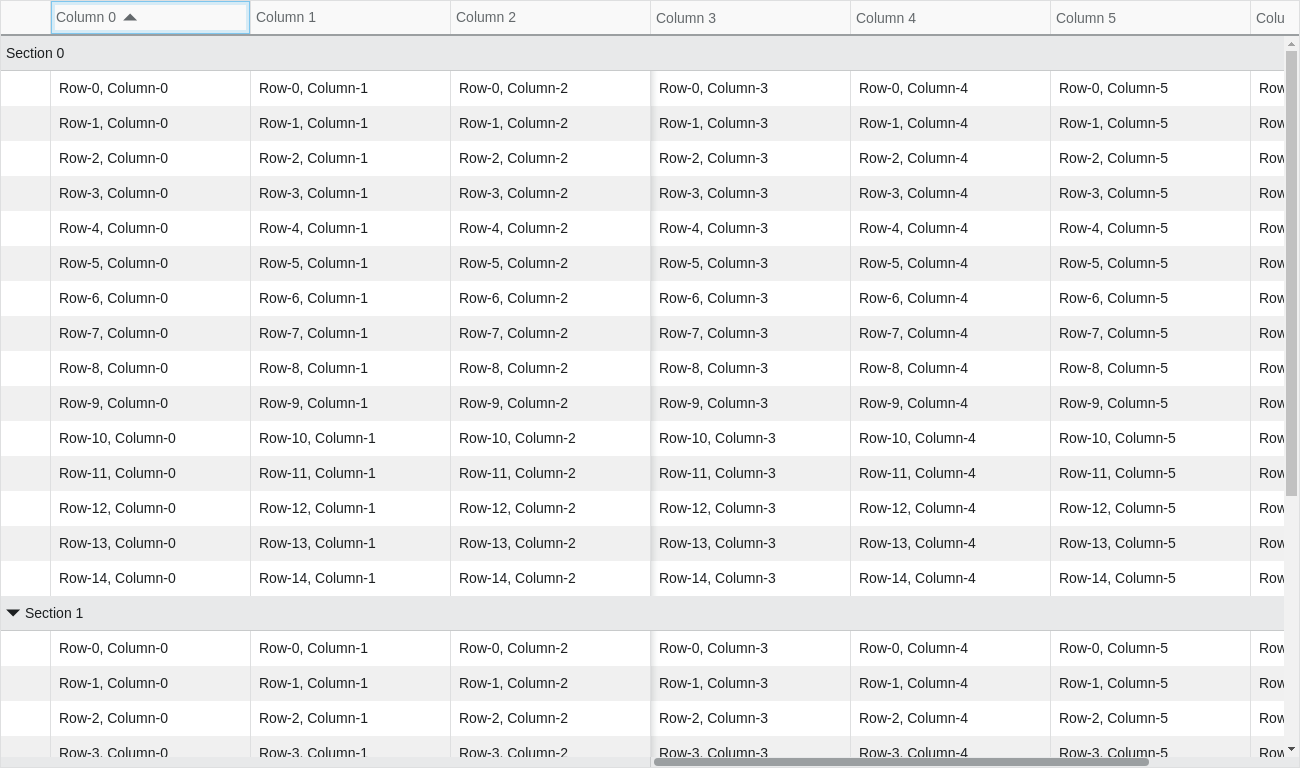 Column 0 Column 1 Column 2 Column 3 Column 4 Column 5 Colu
Section 0
Row-0, Column-0 Row-0, Column-1 Row-0, Column-2 Row-0, Column-3 Row-0, Column-4 Row-0, Column-5 Row
Row-1, Column-0 Row-1, Column-1 Row-1, Column-2 Row-1, Column-3 Row-1, Column-4 Row-1, Column-5 Row
Row-2, Column-0 Row-2, Column-1 Row-2, Column-2 Row-2, Column-3 Row-2, Column-4 Row-2, Column-5 Row
Row-3, Column-0 Row-3, Column-1 Row-3, Column-2 Row-3, Column-3 Row-3, Column-4 Row-3, Column-5 Row
Row-4, Column-0 Row-4, Column-1 Row-4, Column-2 Row-4, Column-3 Row-4, Column-4 Row-4, Column-5 Row
Row-5, Column-0 Row-5, Column-1 Row-5, Column-2 Row-5, Column-3 Row-5, Column-4 Row-5, Column-5 Row
Row-6, Column-0 Row-6, Column-1 Row-6, Column-2 Row-6, Column-3 Row-6, Column-4 Row-6, Column-5 Row
Row-7, Column-0 Row-7, Column-1 Row-7, Column-2 Row-7, Column-3 Row-7, Column-4 Row-7, Column-5 Row
Row-8, Column-0 Row-8, Column-1 Row-8, Column-2 Row-8, Column-3 Row-8, Column-4 Row-8, Column-5 Row
Row-9, Column-0 Row-9, Column-1 Row-9, Column-2 Row-9, Column-3 Row-9, Column-4 Row-9, Column-5 Row
Row-10, Column-0 Row-10, Column-1 Row-10, Column-2 Row-10, Column-3 Row-10, Column-4 Row-10, Column-5 Row
Row-11, Column-0 Row-11, Column-1 Row-11, Column-2 Row-11, Column-3 Row-11, Column-4 Row-11, Column-5 Row
Row-12, Column-0 Row-12, Column-1 Row-12, Column-2 Row-12, Column-3 Row-12, Column-4 Row-12, Column-5 Row
Row-13, Column-0 Row-13, Column-1 Row-13, Column-2 Row-13, Column-3 Row-13, Column-4 Row-13, Column-5 Row
Row-14, Column-0 Row-14, Column-1 Row-14, Column-2 Row-14, Column-3 Row-14, Column-4 Row-14, Column-5 Row
Section 1
Row-0, Column-0 Row-0, Column-1 Row-0, Column-2 Row-0, Column-3 Row-0, Column-4 Row-0, Column-5 Row
Row-1, Column-0 Row-1, Column-1 Row-1, Column-2 Row-1, Column-3 Row-1, Column-4 Row-1, Column-5 Row
Row-2, Column-0 Row-2, Column-1 Row-2, Column-2 Row-2, Column-3 Row-2, Column-4 Row-2, Column-5 Row
Row-3, Column-0 Row-3, Column-1 Row-3, Column-2 Row-3, Column-3 Row-3, Column-4 Row-3, Column-5 Row